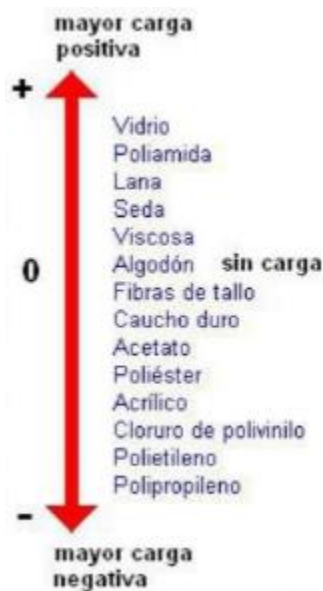 mayor carga
positiva
+
Vidrio
Poliamida
Lana
Seda
Viscosa
0 Algodón sin carga
Fibras de tallo
Caucho duro
Acetato
Poliéster
Acrílico
Cloruro de polivinilo
Polietileno
Polipropileno
-
mayor carga
negativa